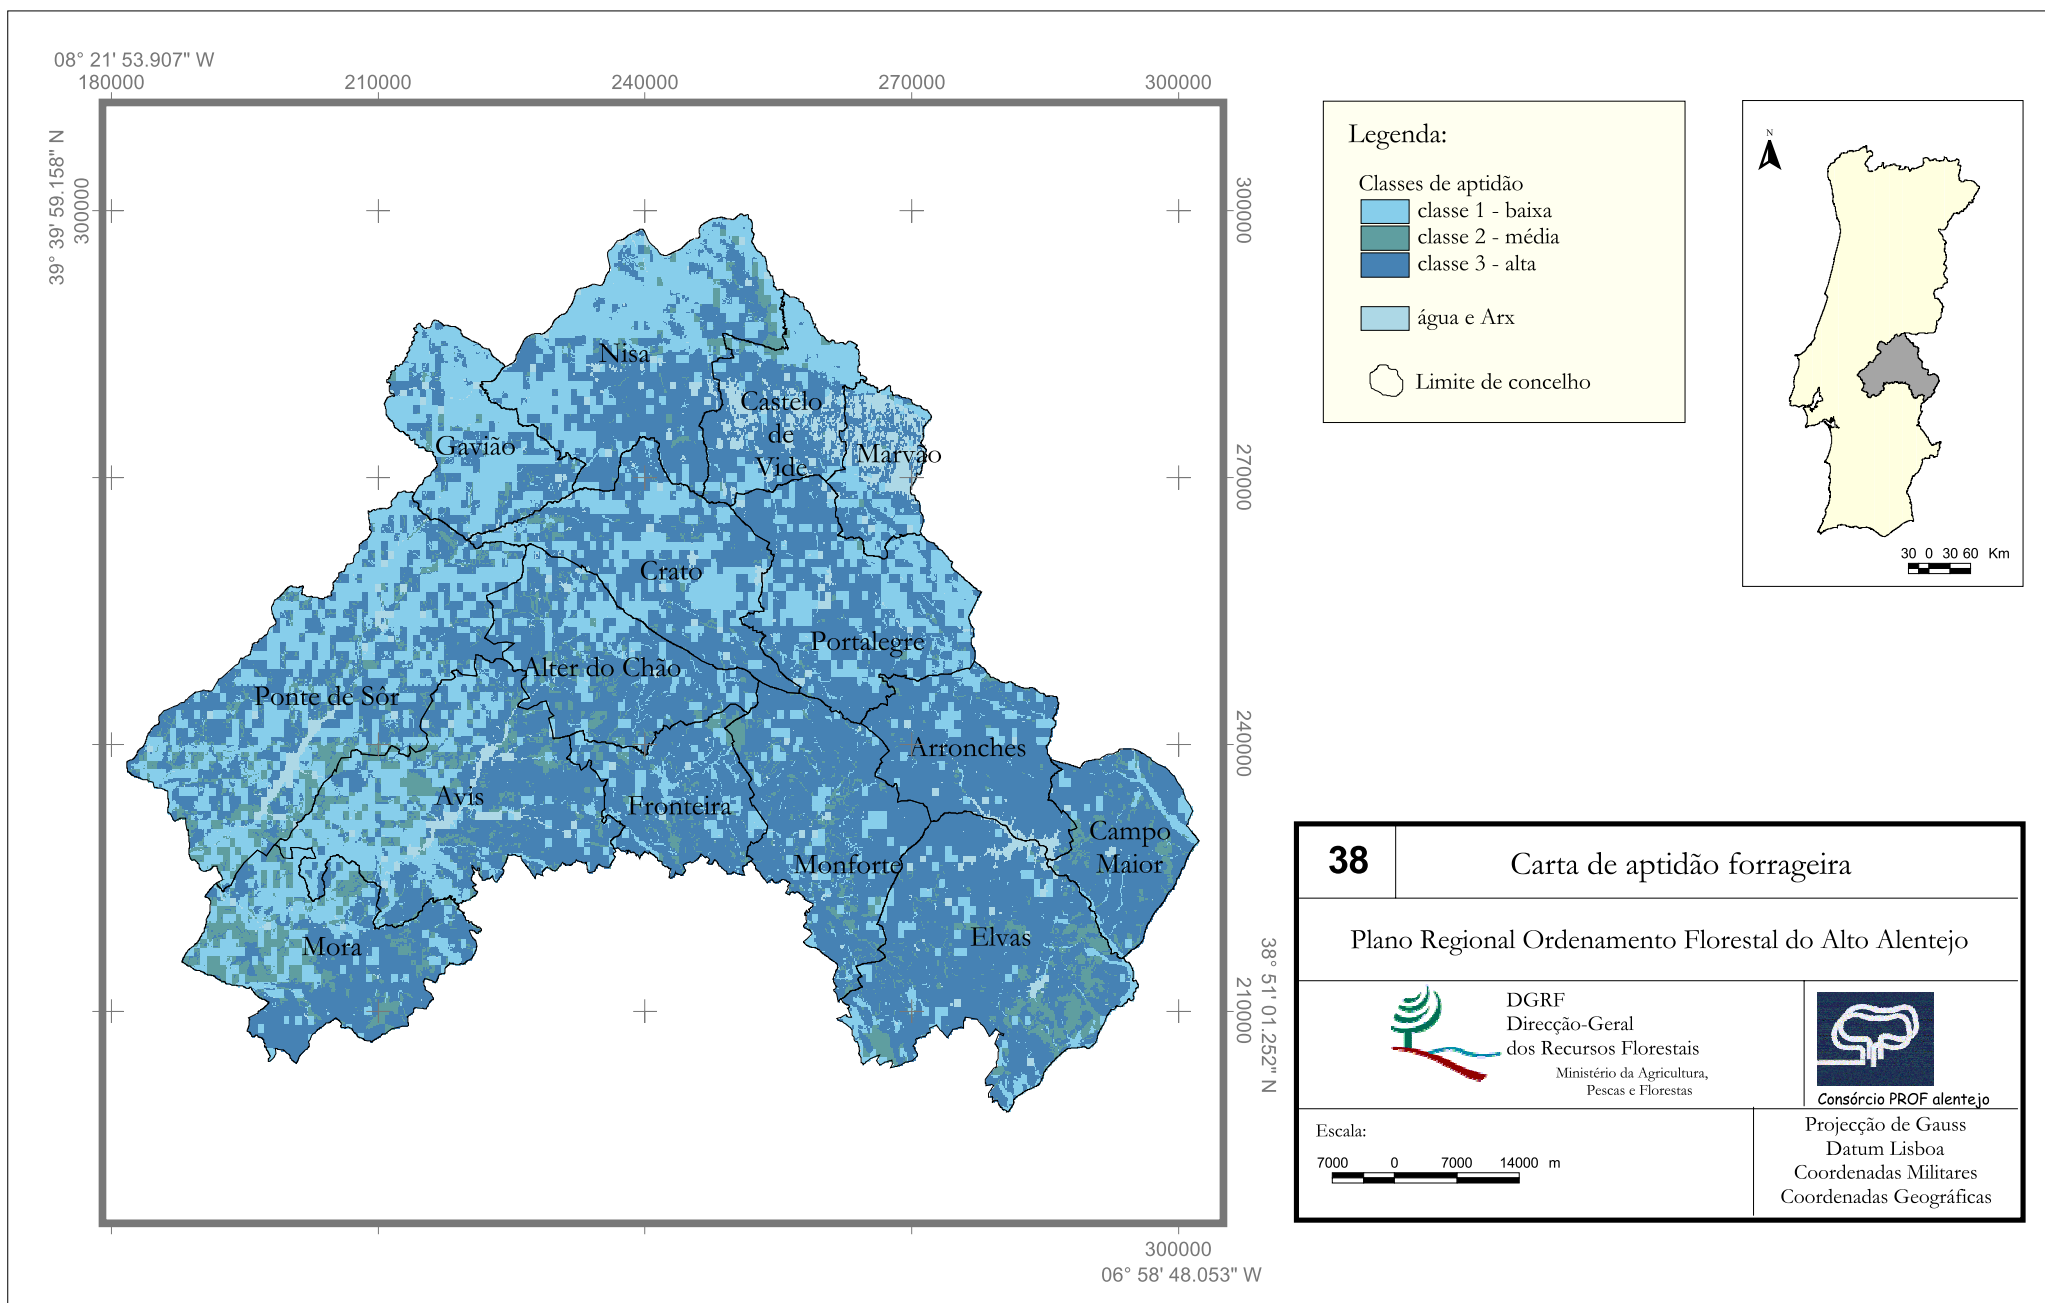 08° 21' 53.907" W
180000
210000
240000
270000
300000
39° 39' 59.158" N
300000
300000
270000
240000
210000
38° 51' 01.252" N
300000
06° 58' 48.053" W
Nisa
Castelo
de
Vide
Marvão
Gavião
Crato
Portalegre
Alter do Chão
Ponte de Sôr
Arronches
Avis
Fronteira
Campo
Maior
Monforte
Elvas
Mora
Legenda:
Classes de aptidão
classe 1 - baixa
classe 2 - média
classe 3 - alta
água e Arx
Limite de concelho
N
30 0 30 60 Km
38
Carta de aptidão forrageira
Plano Regional Ordenamento Florestal do Alto Alentejo
DGRF
Direcção-Geral
dos Recursos Florestais
Ministério da Agricultura,
Pescas e Florestas
Consórcio PROF alentejo
Escala:
7000 0 7000 14000 m
Projecção de Gauss
Datum Lisboa
Coordenadas Militares
Coordenadas Geográficas